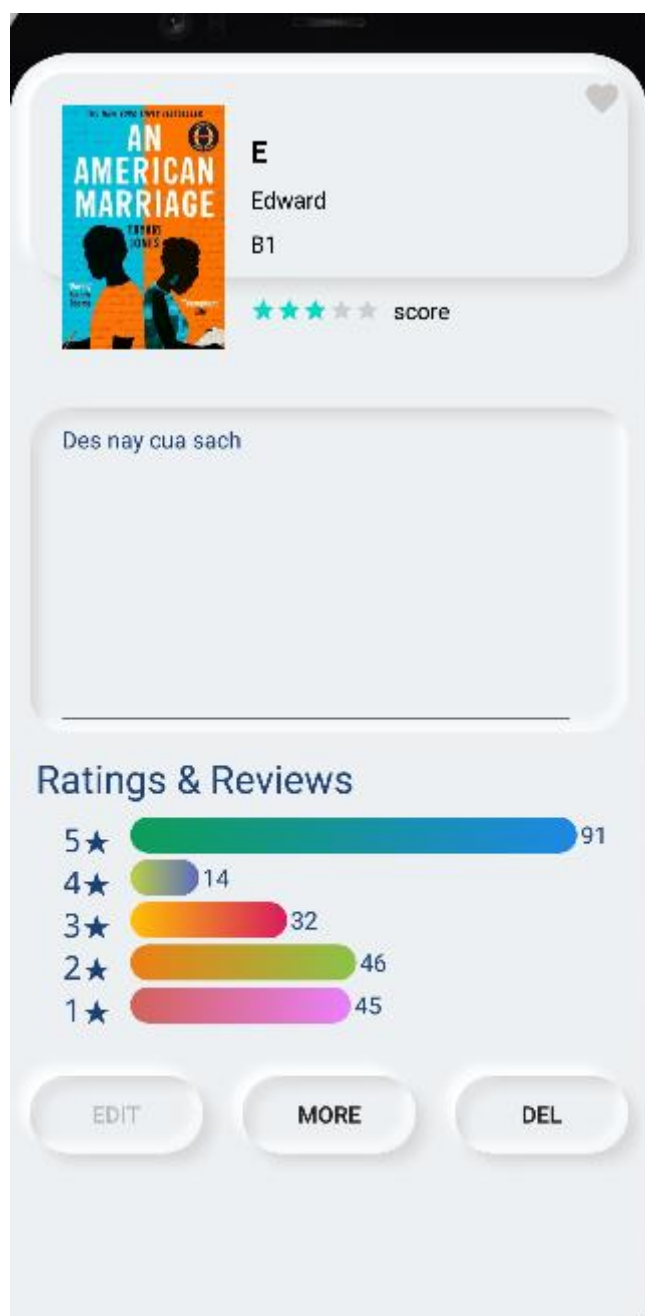 AN
AMERICAN
MARRIAGE
JONES
E
Edward
B1
score
Des nay cua sach
Ratings & Reviews
5★ 91
4★ 14
3★ 32
2★ 46
1★ 45
EDIT MORE DEL